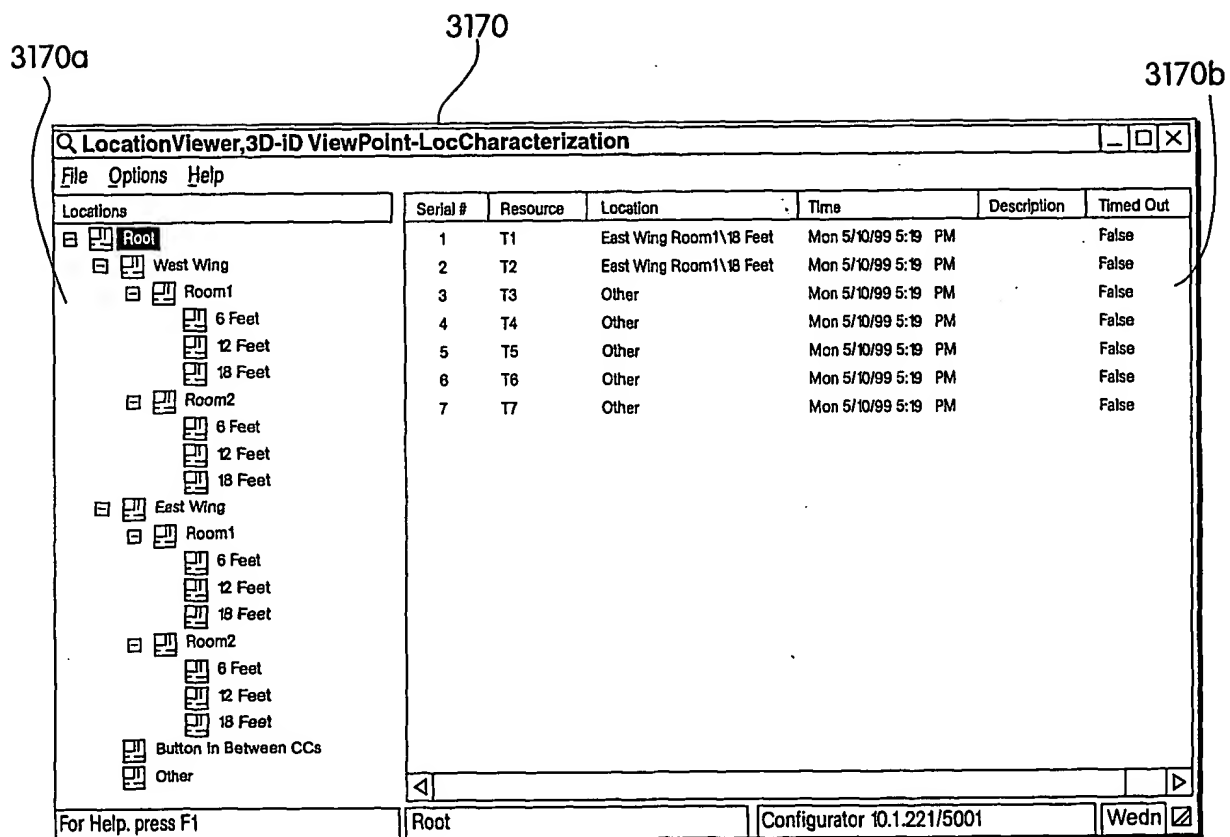 3170
3170a
3170b
LocationViewer,3D-iD ViewPoint-LocCharacterization
File Options Help
Locations
Root
West Wing
Room1
6 Feet
12 Feet
18 Feet
Room2
6 Feet
12 Feet
18 Feet
East Wing
Room1
6 Feet
12 Feet
18 Feet
Room2
6 Feet
12 Feet
18 Feet
Button In Between CCs
Other
Serial # Resource Location Time Description Timed Out
1 T1 East Wing Room1\18 Feet Mon 5/10/99 5:19 PM False
2 T2 East Wing Room1\18 Feet Mon 5/10/99 5:19 PM False
3 T3 Other Mon 5/10/99 5:19 PM False
4 T4 Other Mon 5/10/99 5:19 PM False
5 T5 Other Mon 5/10/99 5:19 PM False
6 T6 Other Mon 5/10/99 5:19 PM False
7 T7 Other Mon 5/10/99 5:19 PM False
For Help. press F1 Root Configurator 10.1.221/5001 Wedn